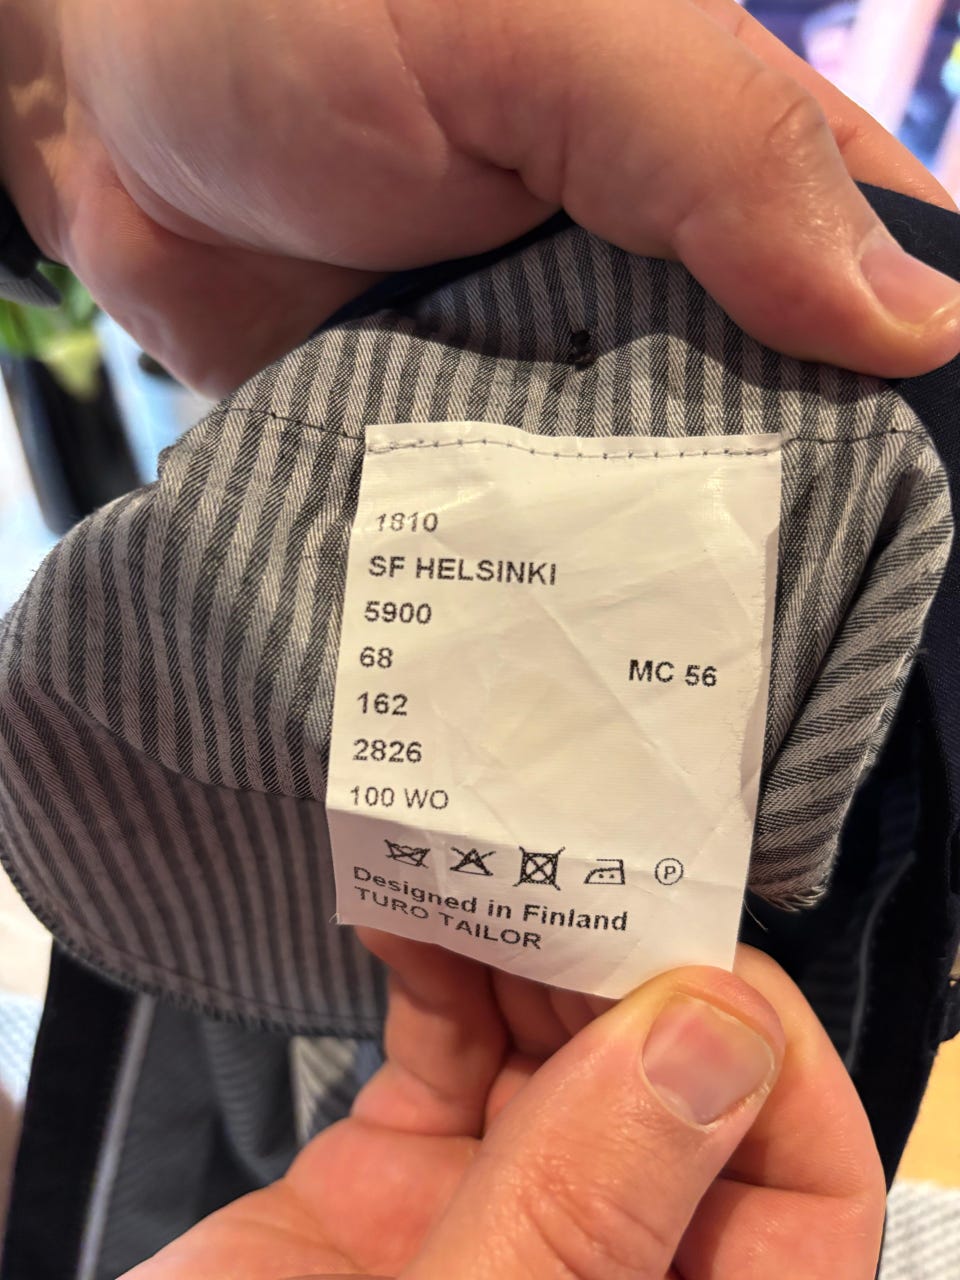 1810
SF HELSINKI
5900
68
MC 56
162
2826
100 WO
P
Designed in Finland
TURO TAILOR